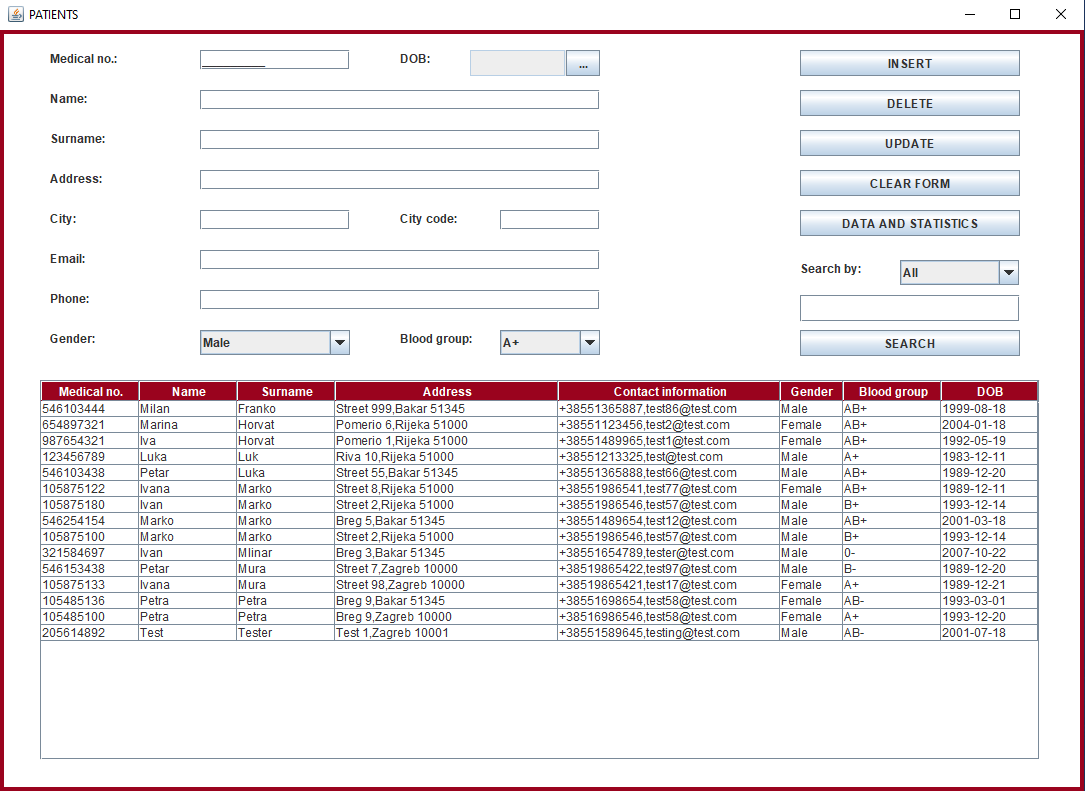 PATIENTS
Medical no.: DOB: ...
INSERT
Name:
DELETE
Surname:
UPDATE
Address:
CLEAR FORM
City: City code:
DATA AND STATISTICS
Email:
Search by: All
Phone:
Gender: Male Blood group: A+
SEARCH
Medical no. Name Surname Address Contact information Gender Blood group DOB
546103444 Milan Franko Street 999,Bakar 51345 +38551365887,test86@test.com Male AB+ 1999-08-18
654897321 Marina Horvat Pomerio 6,Rijeka 51000 +38551123456,test2@test.com Female AB+ 2004-01-18
987654321 Iva Horvat Pomerio 1,Rijeka 51000 +38551489965,test1@test.com Female AB+ 1992-05-19
123456789 Luka Luk Riva 10,Rijeka 51000 +38551213325,test@test.com Male A+ 1983-12-11
546103438 Petar Luka Street 55,Bakar 51345 +38551365888,test66@test.com Male AB+ 1989-12-20
105875122 Ivana Marko Street 8,Rijeka 51000 +38551986541,test77@test.com Female AB+ 1989-12-11
105875180 Ivan Marko Street 2,Rijeka 51000 +38551986546,test57@test.com Male B+ 1993-12-14
546254154 Marko Marko Breg 5,Bakar 51345 +38551489654,test12@test.com Male AB+ 2001-03-18
105875100 Marko Marko Street 2,Rijeka 51000 +38551986546,test57@test.com Male B+ 1993-12-14
321584697 Ivan Mlinar Breg 3,Bakar 51345 +38551654789,tester@test.com Male 0- 2007-10-22
546153438 Petar Mura Street 7,Zagreb 10000 +38519865422,test97@test.com Male B- 1989-12-20
105875133 Ivana Mura Street 98,Zagreb 10000 +38519865421,test17@test.com Female A+ 1989-12-21
105485136 Petra Petra Breg 9,Bakar 51345 +38551698654,test58@test.com Female AB- 1993-03-01
105485100 Petra Petra Breg 9,Zagreb 10000 +38516986546,test58@test.com Female A+ 1993-12-20
205614892 Test Tester Test 1,Zagreb 10001 +38551589645,testing@test.com Male AB- 2001-07-18